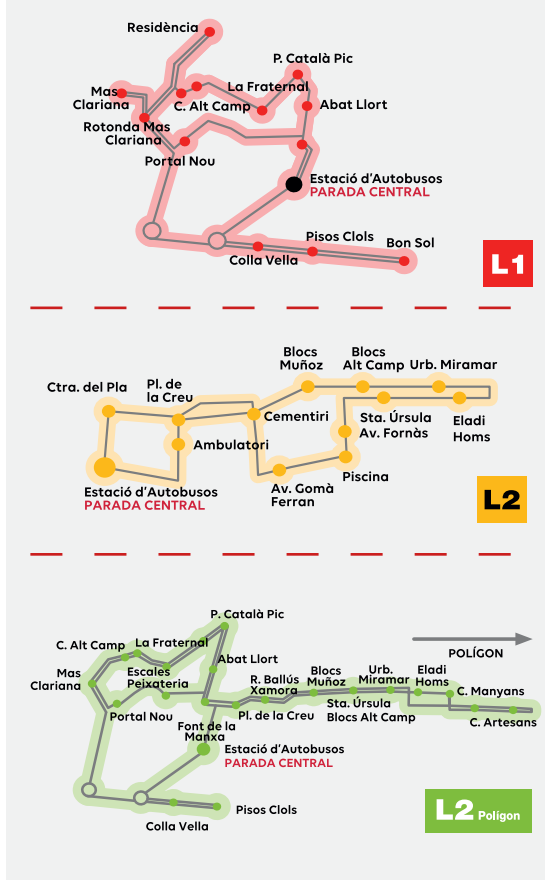 Residència
P. Català Pic
La Fraternal
Mas
Clariana
C. Alt Camp
Abat Llort
Rotonda Mas
Clariana
Portal Nou
Estació d'Autobusos
PARADA CENTRAL
Pisos Clols
Bon Sol
Colla Vella
L1
Blocs
Muñoz
Blocs
Alt Camp
Urb. Miramar
Ctra. del Pla
Pl. de
la Creu
Cementiri
Sta. Úrsula
Av. Fornàs
Eladi
Homs
Ambulatori
Piscina
Estació d'Autobusos
PARADA CENTRAL
Av. Gomà
Ferran
L2
P. Català Pic
C. Alt Camp
La Fraternal
POLÍGON
Abat Llort
Mas
Clariana
Escales
Peixateria
R. Ballús
Xamora
Blocs
Muñoz
Urb.
Miramar
Eladi
Homs
C. Manyans
Portal Nou
Pl. de la Creu
Sta. Úrsula
Blocs Alt Camp
C. Artesans
Font de la
Manxa
Estació d'Autobusos
PARADA CENTRAL
Pisos Clols
Colla Vella
L2 Polígon